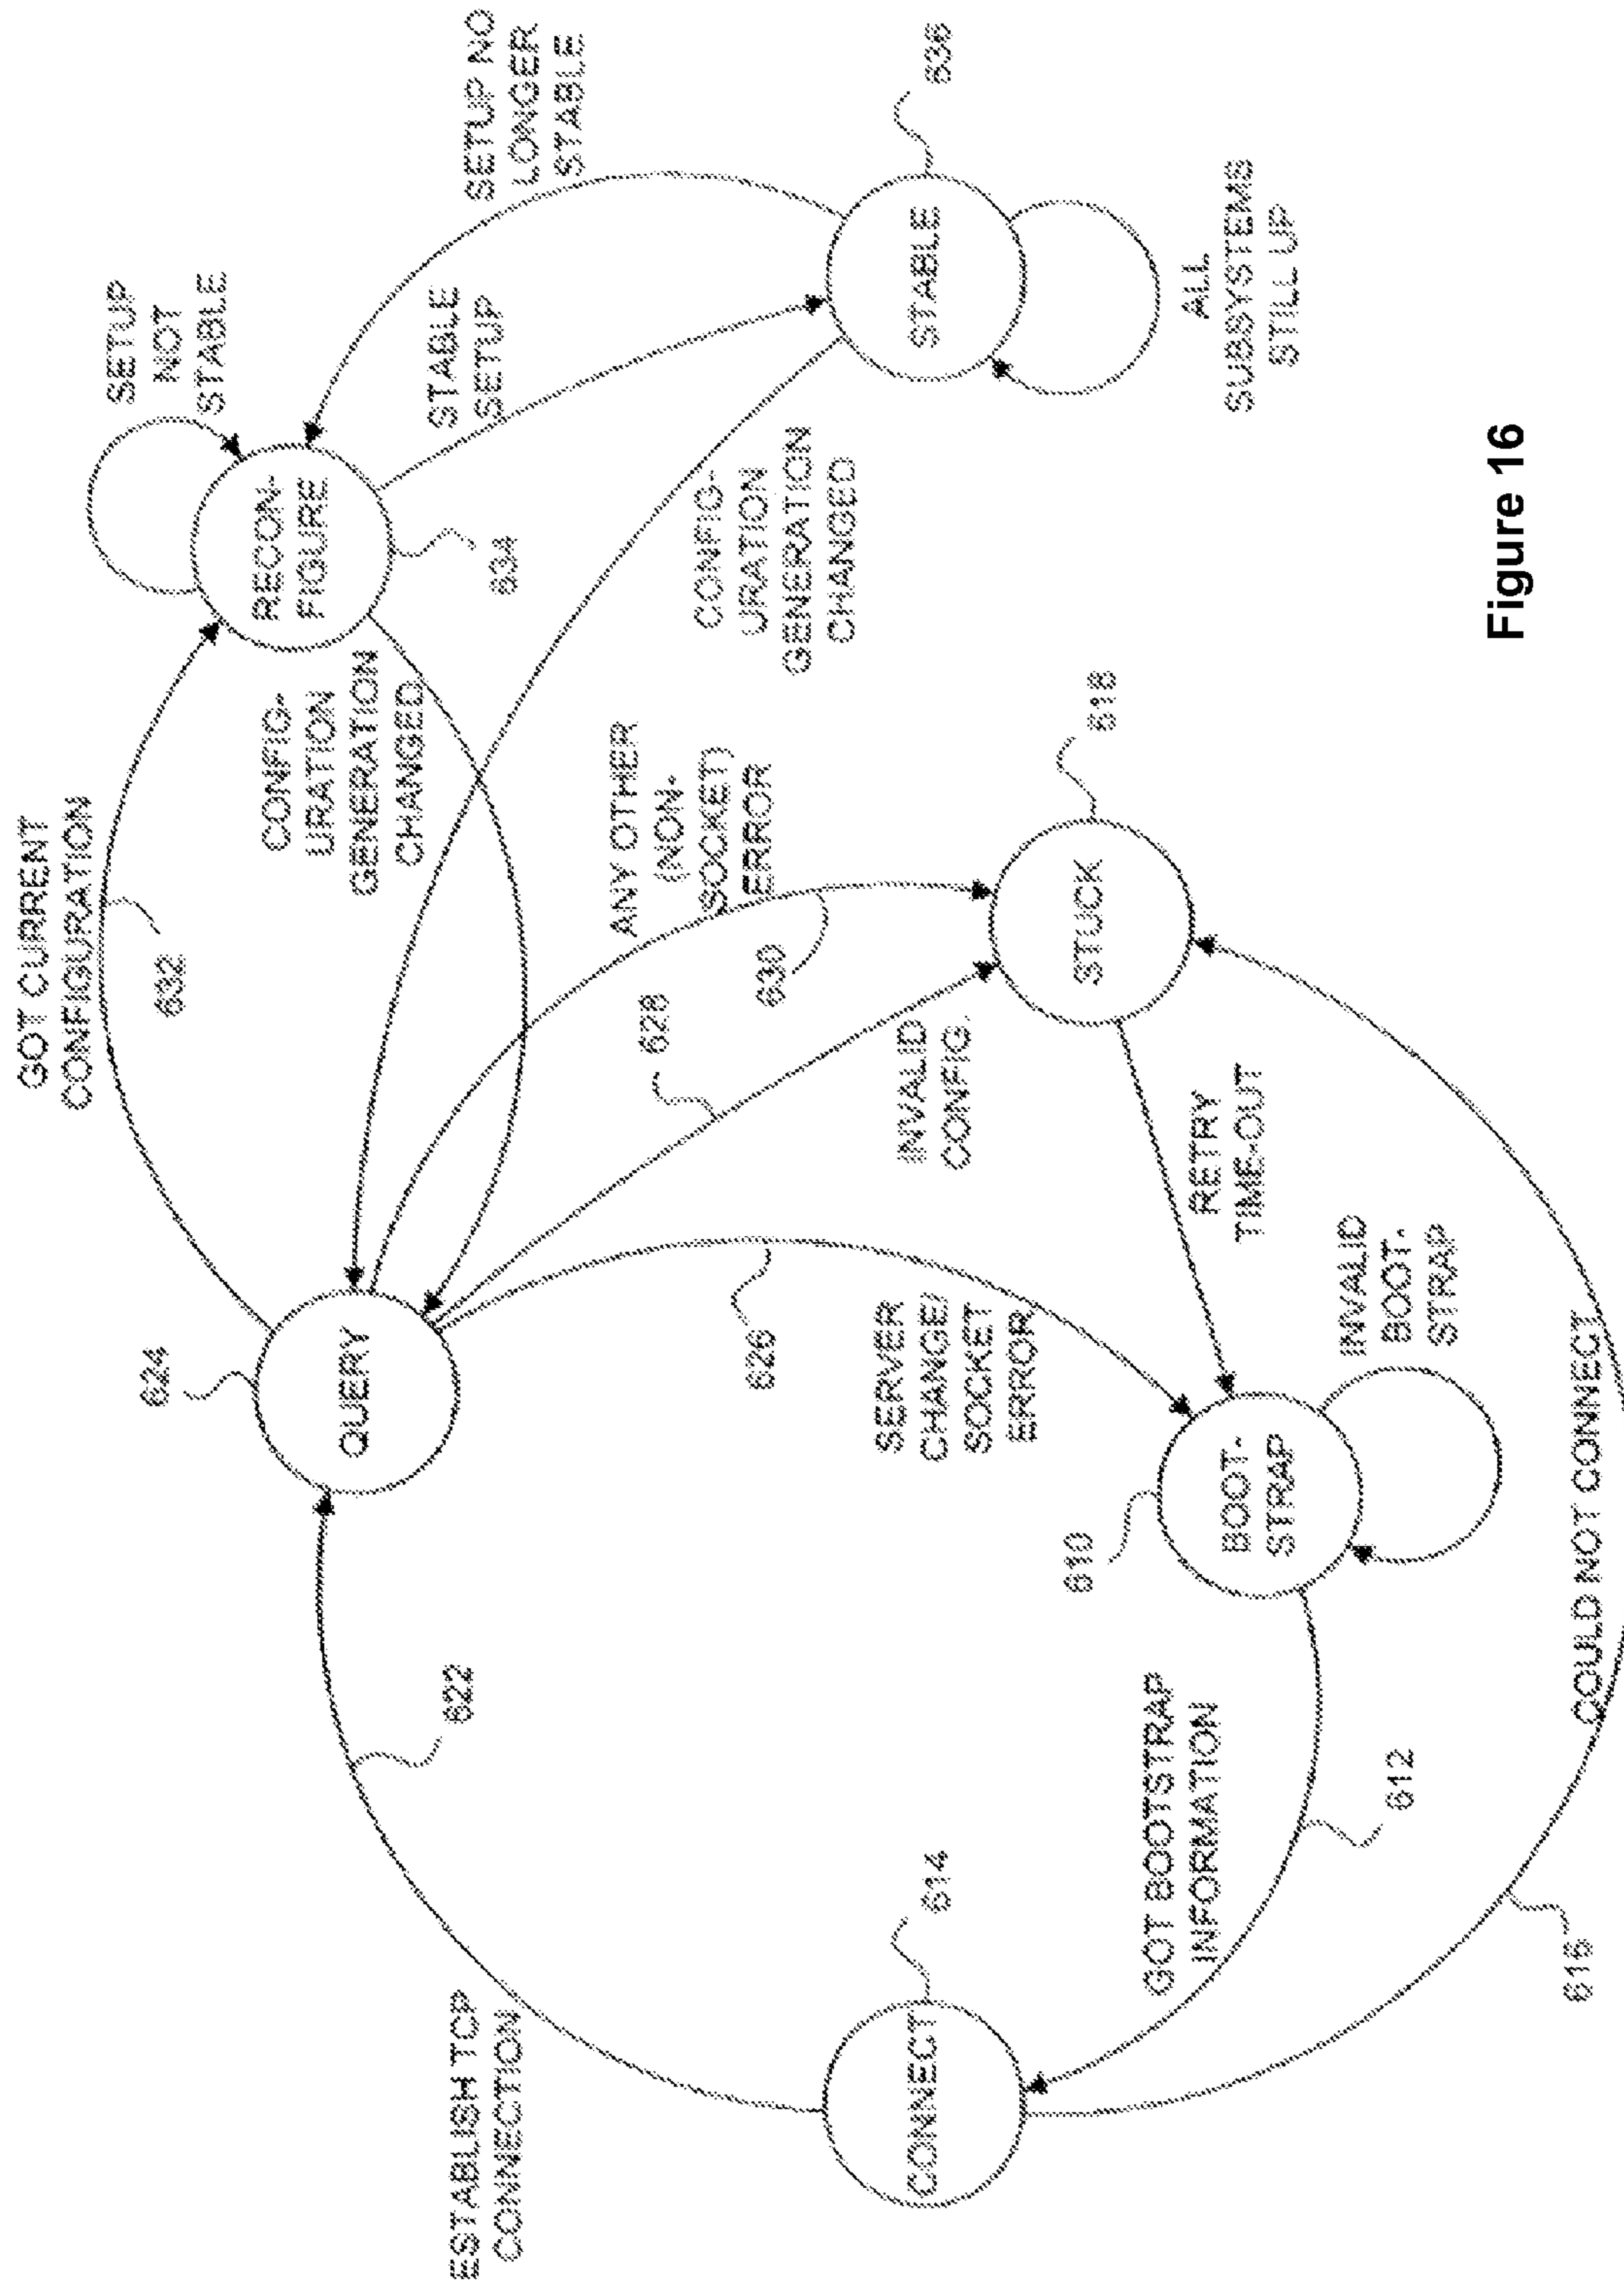 GOT CURRENT
CONFIGURATION
632
SETUP
NOT
STABLE
RECON-
FIGURE
634
SETUP NO
LONGER
STABLE
STABLE
SETUP
CONFIG-
URATION
GENERATION
CHANGED
624
QUERY
ESTABLISH TCP
CONNECTION
622
CONFIG-
URATION
GENERATION
CHANGED
636
STABLE
ALL
SUBSYSTEMS
STILL UP
ANY OTHER
(NON-
SOCKET)
ERROR
630
628
INVALID
CONFIG.
626
SERVER
CHANGE/
SOCKET
ERROR
618
STUCK
RETRY
TIME-OUT
614
CONNECT
610
BOOT-
STRAP
INVALID
BOOT-
STRAP
GOT BOOTSTRAP
INFORMATION
612
COULD NOT CONNECT
616
Figure 16